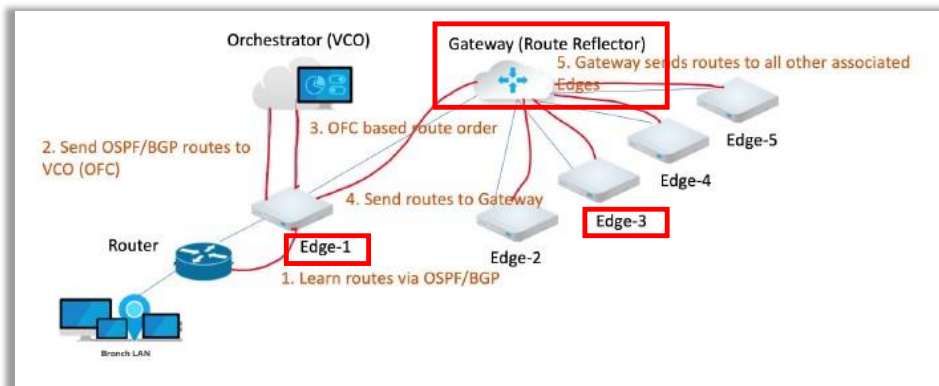 Orchestrator (VCO)
Gateway (Route Reflector)
5. Gateway sends routes to all other associated
Edges
3. OFC based route order
2. Send OSPF/BGP routes to
VCO (OFC)
Edge-5
Edge-4
4. Send routes to Gateway
Edge-3
Router
Edge-1
Edge-2
1. Learn routes via OSPF/BGP
Branch LAN